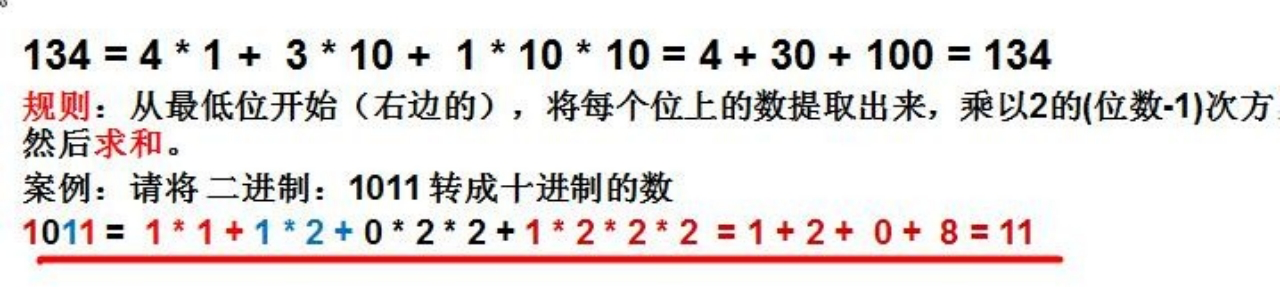 。
134 = 4 * 1 + 3 * 10 + 1 * 10 * 10 = 4 + 30 + 100 = 134
规则：从最低位开始（右边的），将每个位上的数提取出来，乘以2的(位数-1)次方，
然后求和。
案例：请将 二进制：1011 转成十进制的数
1011 = 1 * 1 + 1 * 2 + 0 * 2 * 2 + 1 * 2 * 2 * 2 = 1 + 2 + 0 + 8 = 11